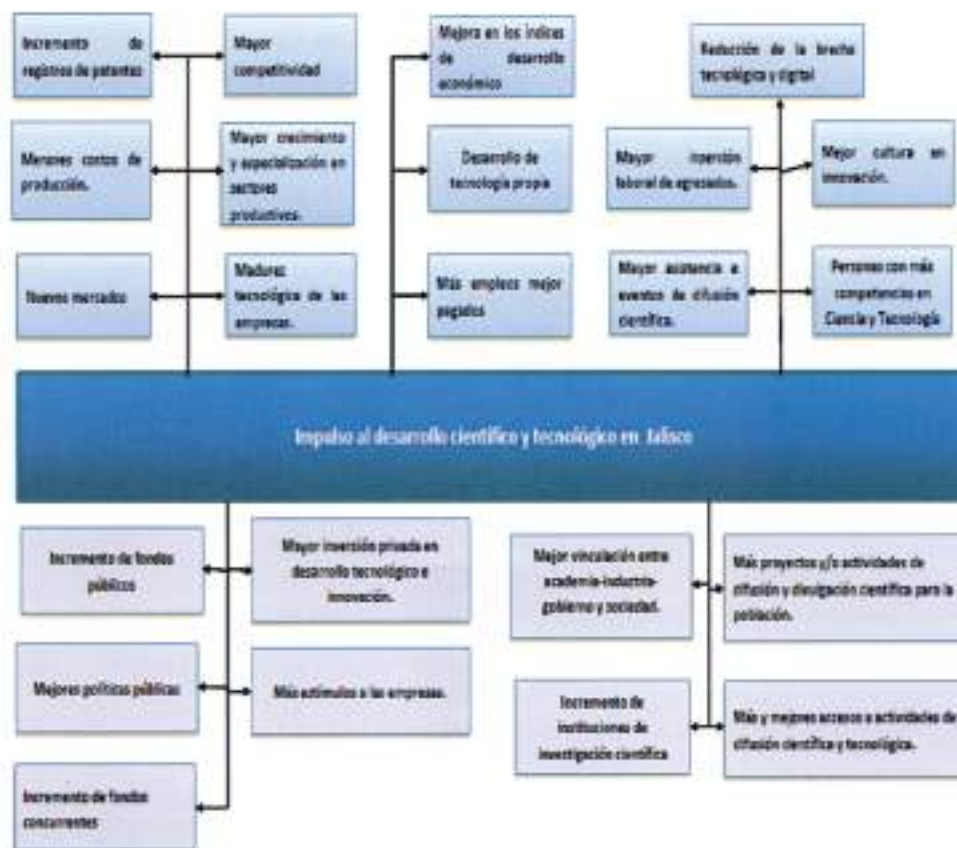 Incremento de
registros de patentes
Mayor
competitividad
Mejora en los índices
de desarrollo
económico
Reducción de la brecha
tecnológica y digital
Menores costos de
producción.
Mayor crecimiento
y especialización en
sectores
productivos.
Desarrollo de
tecnología propia
Mayor inserción
laboral de egresados.
Mejor cultura en
innovación.
Nuevos mercados
Madurez
tecnológica de las
empresas.
Más empleos mejor
pagados
Mayor asistencia a
eventos de difusión
científica.
Personas con más
competencias en
Ciencia y Tecnología
Impulso al desarrollo científico y tecnológico en Jalisco
Incremento de fondos
públicos
Mayor inversión privada en
desarrollo tecnológico e
innovación.
Mejor vinculación entre
academia-industria-
gobierno y sociedad.
Más proyectos y/o actividades de
difusión y divulgación científica para la
población.
Mejores políticas públicas
Más estímulos a las empresas.
Incremento de
instituciones de
investigación científica
Más y mejores accesos a actividades de
difusión científica y tecnológica.
Incremento de fondos
concurrentes